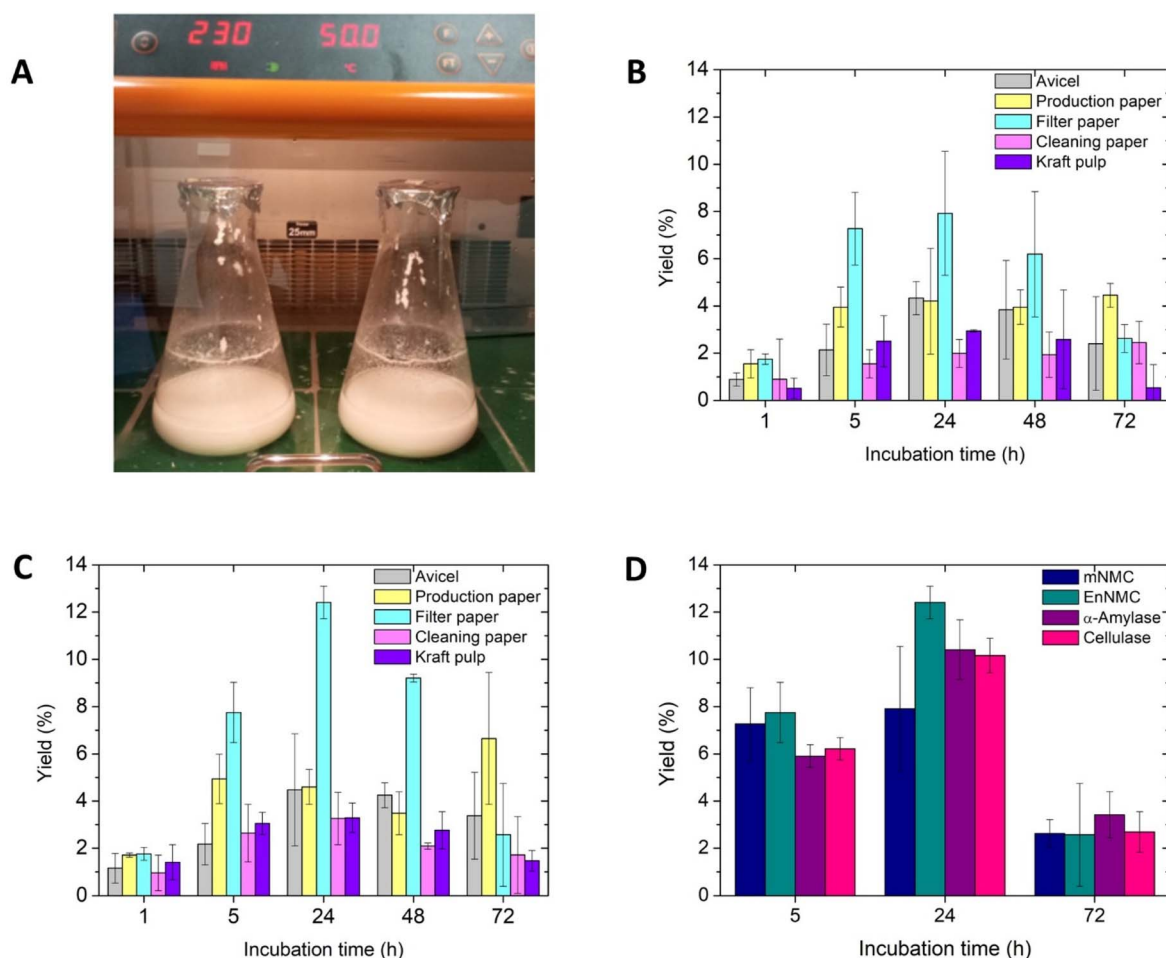 A
230 50.0
RPM °C
FT
25mm
B
Yield (%)
14
12
10
8
6
4
2
0
Avicel
Production paper
Filter paper
Cleaning paper
Kraft pulp
1 5 24 48 72
Incubation time (h)
C
Yield (%)
14
12
10
8
6
4
2
0
Avicel
Production paper
Filter paper
Cleaning paper
Kraft pulp
1 5 24 48 72
Incubation time (h)
D
Yield (%)
14
12
10
8
6
4
2
0
mNMC
EnNMC
α-Amylase
Cellulase
5 24 72
Incubation time (h)